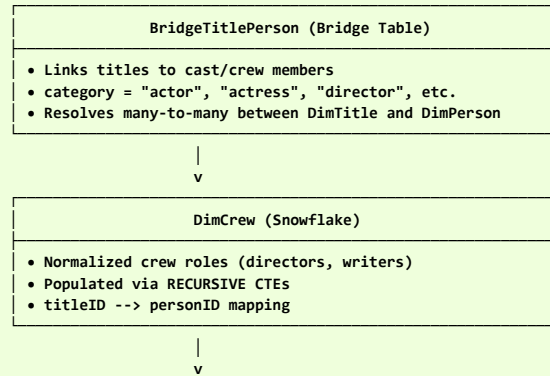 BridgeTitlePerson (Bridge Table)
• Links titles to cast/crew members
• category = "actor", "actress", "director", etc.
• Resolves many-to-many between DimTitle and DimPerson
v
DimCrew (Snowflake)
• Normalized crew roles (directors, writers)
• Populated via RECURSIVE CTEs
• titleID --> personID mapping
v